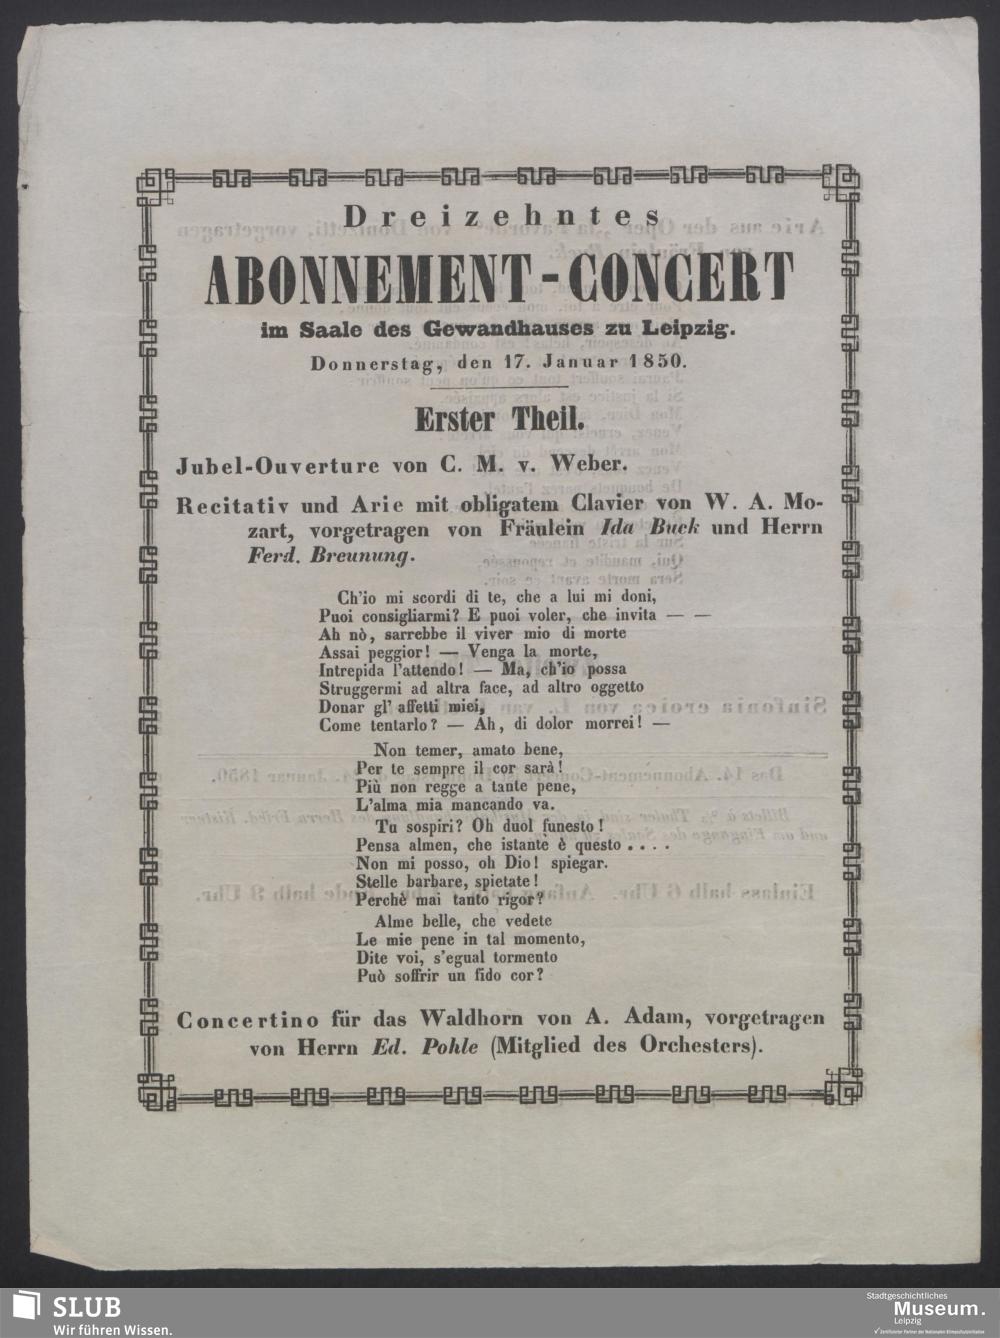 Dreizehntes
ABONNEMENT-CONCERT
im Saale des Gewandhauses zu Leipzig.
Donnerstag, den 17. Januar 1850.
Erster Theil.
Jubel-Ouverture von C. M. v. Weber.
Recitativ und Arie mit obligatem Clavier von W. A. Mo-
zart, vorgetragen von Fräulein Ida Buck und Herrn
Ferd. Breunung.
Ch'io mi scordi di te, che a lui mi doni,
Puoi consigliarmi? E puoi voler, che invita — —
Ah nò, sarrebbe il viver mio di morte
Assai peggior! — Venga la morte,
Intrepida l'attendo! — Ma, ch'io possa
Struggermi ad altra face, ad altro oggetto
Donar gl' affetti miei,
Come tentarlo? — Ah, di dolor morrei! —
Non temer, amato bene,
Per te sempre il cor sarà!
Più non regge a tante pene,
L'alma mia mancando va.
Tu sospiri? Oh duol funesto!
Pensa almen, che istante è questo . . . .
Non mi posso, oh Dio! spiegar.
Stelle barbare, spietate!
Perchè mai tanto rigor?
Alme belle, che vedete
Le mie pene in tal momento,
Dite voi, s'egual tormento
Può soffrir un fido cor?
Concertino für das Waldhorn von A. Adam, vorgetragen
von Herrn Ed. Pohle (Mitglied des Orchesters).
SLUB
Wir führen Wissen.
Stadtgeschichtliches
Museum.
Leipzig
Zertifizierter Partner der Nationalen Klimaschutzinitiative